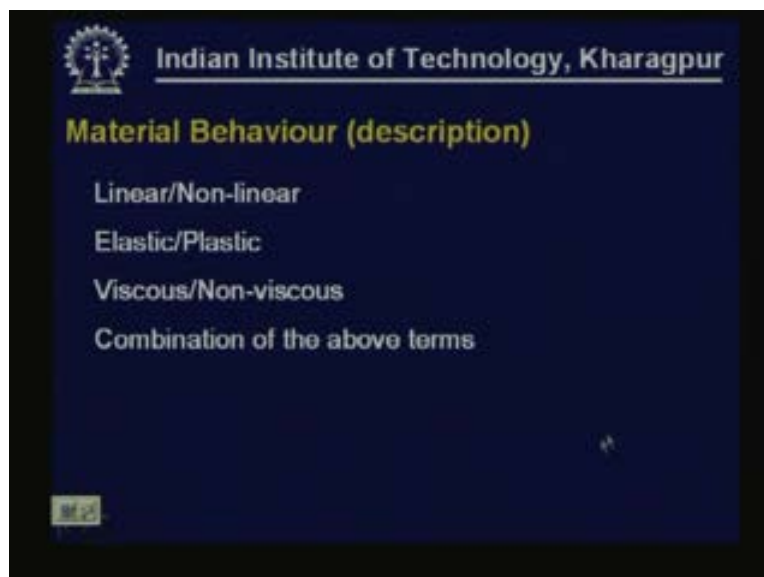 Indian Institute of Technology, Kharagpur
Material Behaviour (description)
Linear/Non-linear
Elastic/Plastic
Viscous/Non-viscous
Combination of the above terms